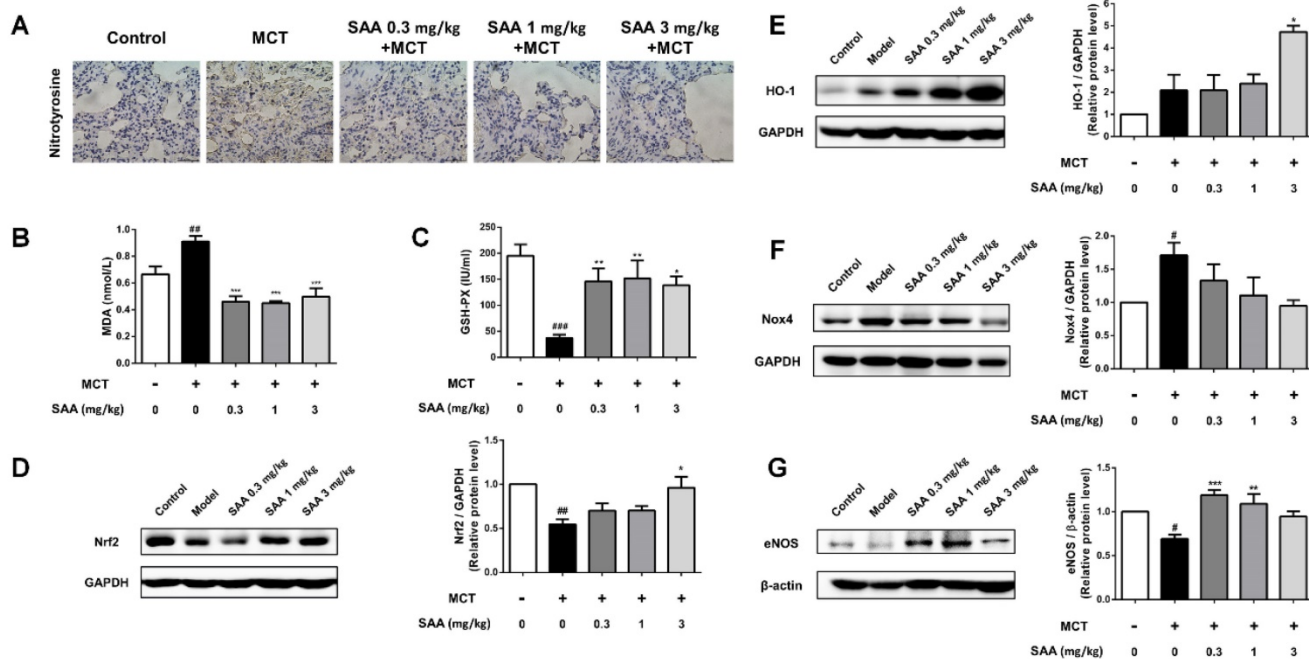 A
Control
MCT
SAA 0.3 mg/kg
+MCT
SAA 1 mg/kg
+MCT
SAA 3 mg/kg
+MCT
Nitrotyrosine
B
MDA (nmol/L)
1.0
0.8
0.6
0.4
0.2
0.0
##
***
***
***
MCT - + + + +
SAA (mg/kg) 0 0 0.3 1 3
C
GSH-PX (IU/ml)
250
200
150
100
50
0
###
**
**
*
MCT - + + + +
SAA (mg/kg) 0 0 0.3 1 3
D
Control
Model
SAA 0.3 mg/kg
SAA 1 mg/kg
SAA 3 mg/kg
Nrf2
GAPDH
Nrf2 / GAPDH
(Relative protein level)
1.5
1.0
0.5
0.0
##
*
MCT - + + + +
SAA (mg/kg) 0 0 0.3 1 3
E
Control
Model
SAA 0.3 mg/kg
SAA 1 mg/kg
SAA 3 mg/kg
HO-1
GAPDH
HO-1 / GAPDH
(Relative protein level)
6
5
4
3
2
1
0
*
MCT - + + + +
SAA (mg/kg) 0 0 0.3 1 3
F
Control
Model
SAA 0.3 mg/kg
SAA 1 mg/kg
SAA 3 mg/kg
Nox4
GAPDH
Nox4 / GAPDH
(Relative protein level)
2.0
1.5
1.0
0.5
0.0
#
MCT - + + + +
SAA (mg/kg) 0 0 0.3 1 3
G
Control
Model
SAA 0.3 mg/kg
SAA 1 mg/kg
SAA 3 mg/kg
eNOS
β-actin
eNOS / β-actin
(Relative protein level)
1.5
1.0
0.5
0.0
#
***
**
MCT - + + + +
SAA (mg/kg) 0 0 0.3 1 3